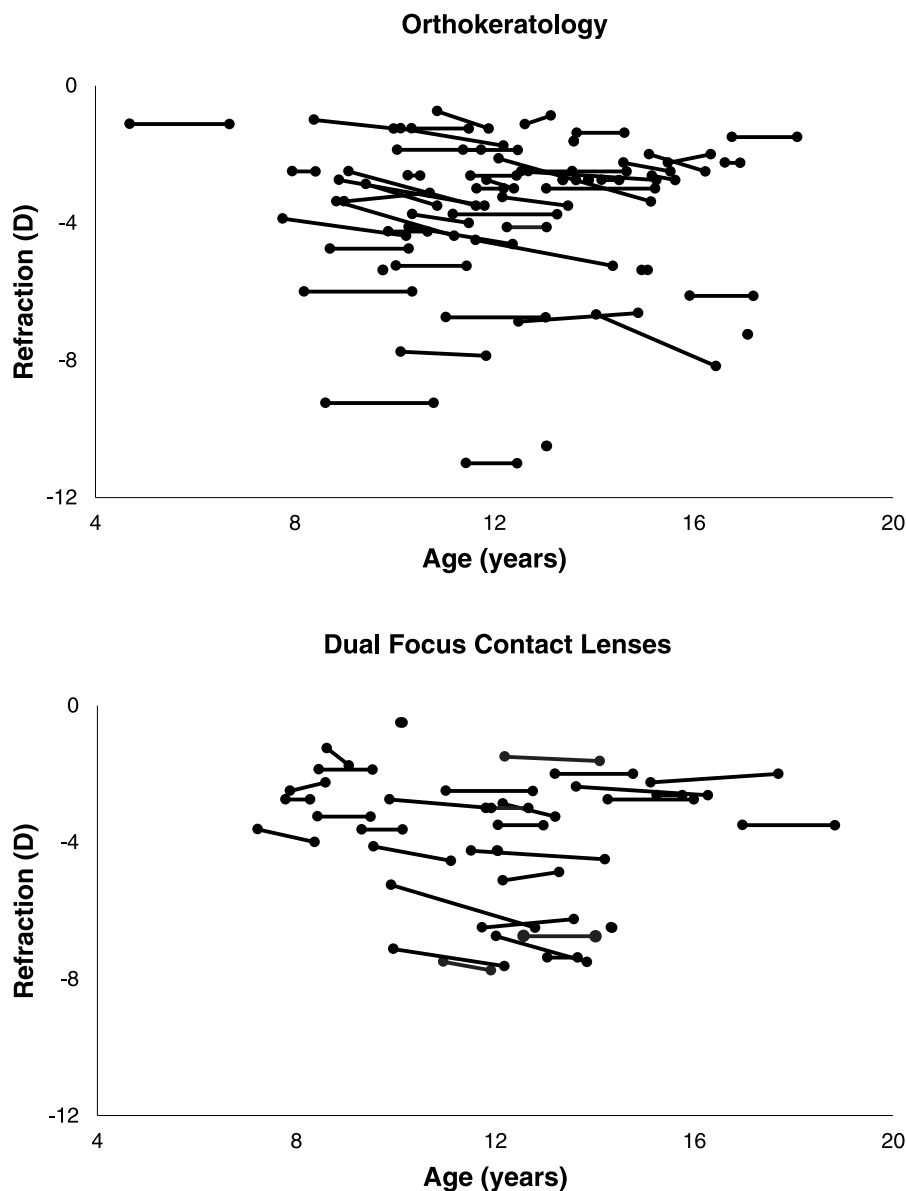 Orthokeratology
0
-4
-8
-12
4 8 12 16 20
Refraction (D)
Age (years)
Dual Focus Contact Lenses
0
-4
-8
-12
4 8 12 16 20
Refraction (D)
Age (years)